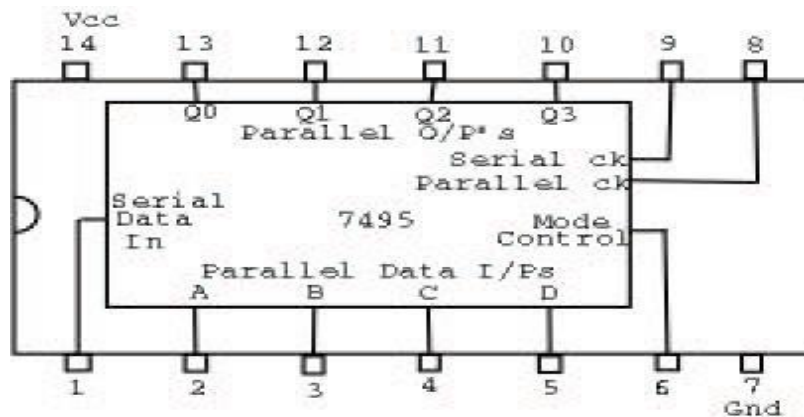 Vcc
14 13 12 11 10 9 8
Q0 Q1 Q2 Q3
Parallel O/P's
Serial ck
Parallel ck
Serial
Data 7495 Mode
In Control
Parallel Data I/Ps
A B C D
1 2 3 4 5 6 7
Gnd